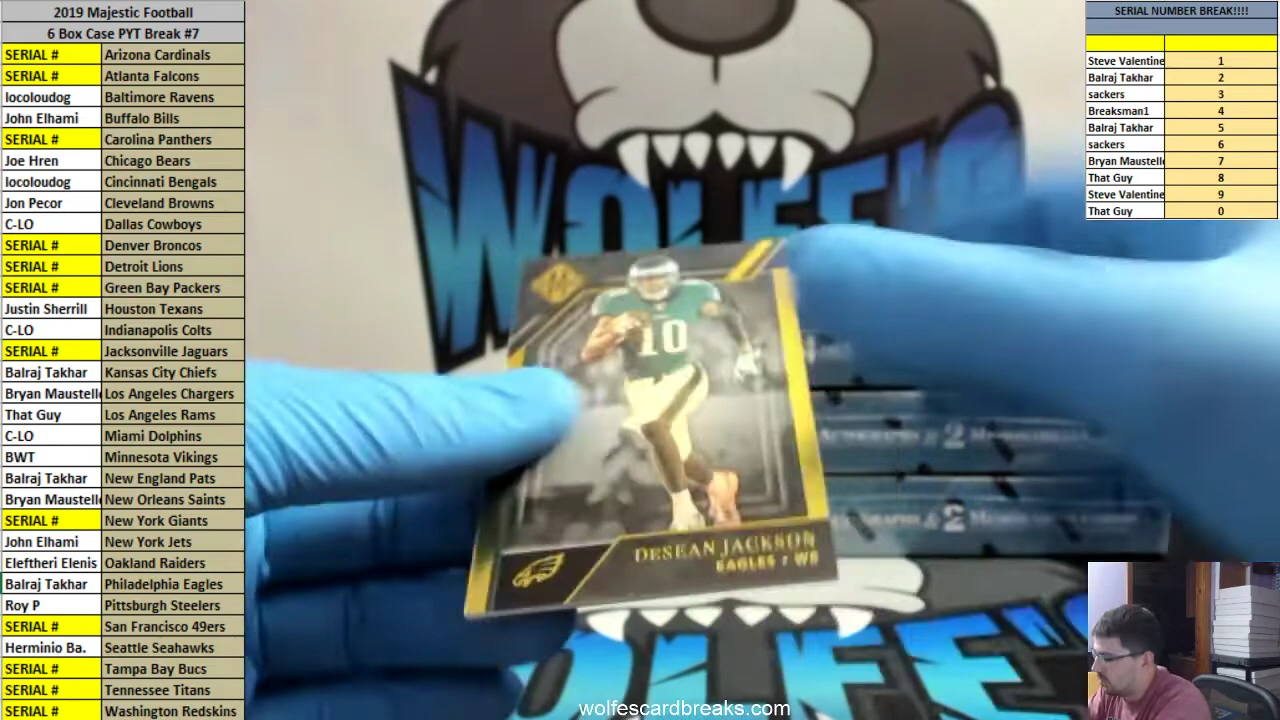 2019 Majestic Football
6 Box Case PYT Break #7
SERIAL # Arizona Cardinals
SERIAL # Atlanta Falcons
locoloudog Baltimore Ravens
John Elhami Buffalo Bills
SERIAL # Carolina Panthers
Joe Hren Chicago Bears
locoloudog Cincinnati Bengals
Jon Pecor Cleveland Browns
C-LO Dallas Cowboys
SERIAL # Denver Broncos
SERIAL # Detroit Lions
SERIAL # Green Bay Packers
Justin Sherrill Houston Texans
C-LO Indianapolis Colts
SERIAL # Jacksonville Jaguars
Balraj Takhar Kansas City Chiefs
Bryan Maustell Los Angeles Chargers
That Guy Los Angeles Rams
C-LO Miami Dolphins
BWT Minnesota Vikings
Balraj Takhar New England Pats
Bryan Maustell New Orleans Saints
SERIAL # New York Giants
John Elhami New York Jets
Eleftheri Elenis Oakland Raiders
Balraj Takhar Philadelphia Eagles
Roy P Pittsburgh Steelers
SERIAL # San Francisco 49ers
Herminio Ba. Seattle Seahawks
SERIAL # Tampa Bay Bucs
SERIAL # Tennessee Titans
SERIAL # Washington Redskins
WOLFE'S
10
DESEAN JACKSON
EAGLES / WR
2
2
WOLFE'S
wolfescardbreaks.com
SERIAL NUMBER BREAK!!!!
Steve Valentine 1
Balraj Takhar 2
sackers 3
Breaksman1 4
Balraj Takhar 5
sackers 6
Bryan Maustell 7
That Guy 8
Steve Valentine 9
That Guy 0